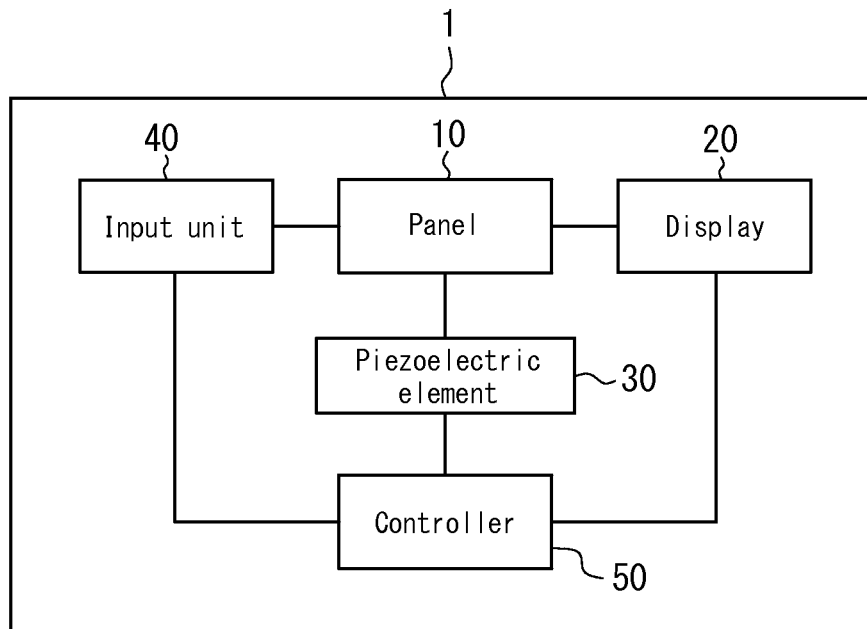 1
40
10
20
Input unit
Panel
Display
Piezoelectric
element
30
Controller
50